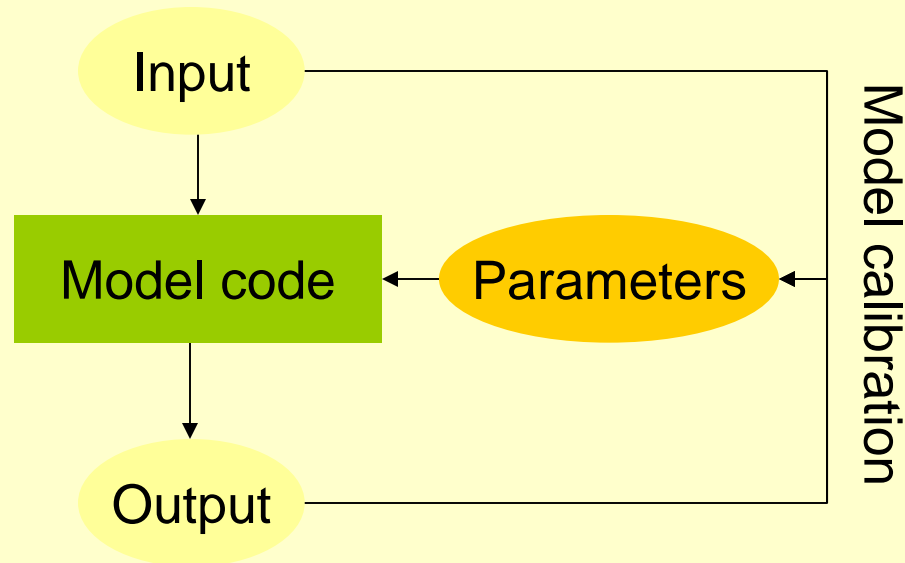 Input
Model code
Parameters
Output
Model calibration